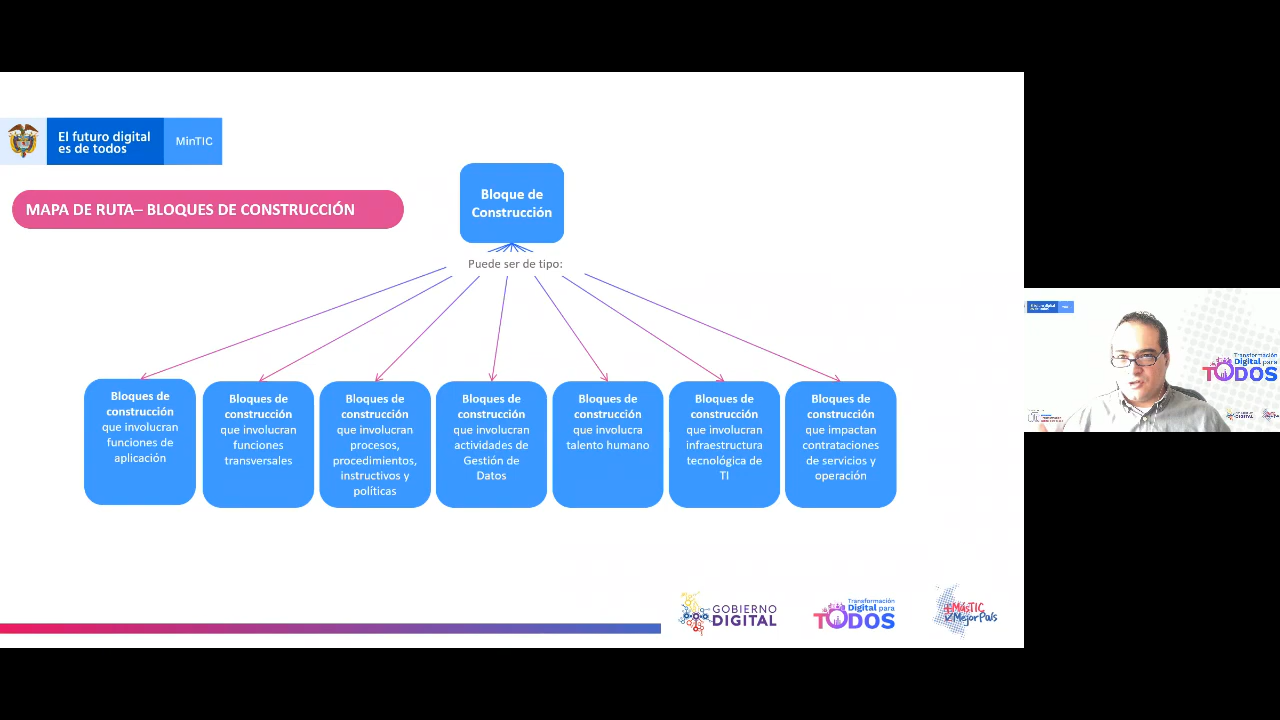 El futuro digital
es de todos
MinTIC
MAPA DE RUTA– BLOQUES DE CONSTRUCCIÓN
Bloque de
Construcción
Puede ser de tipo:
Bloques de
construcción
que involucran
funciones de
aplicación
Bloques de
construcción
que involucran
funciones
transversales
Bloques de
construcción
que involucran
procesos,
procedimientos,
instructivos y
políticas
Bloques de
construcción
que involucran
actividades de
Gestión de
Datos
Bloques de
construcción
que involucra
talento humano
Bloques de
construcción
que involucran
infraestructura
tecnológica de
TI
Bloques de
construcción
que impactan
contrataciones
de servicios y
operación
GOBIERNO
DIGITAL
Transformación
Digital para
TODOS
+MásTIC
MejorPaís
Transformación
Digital para
TODOS